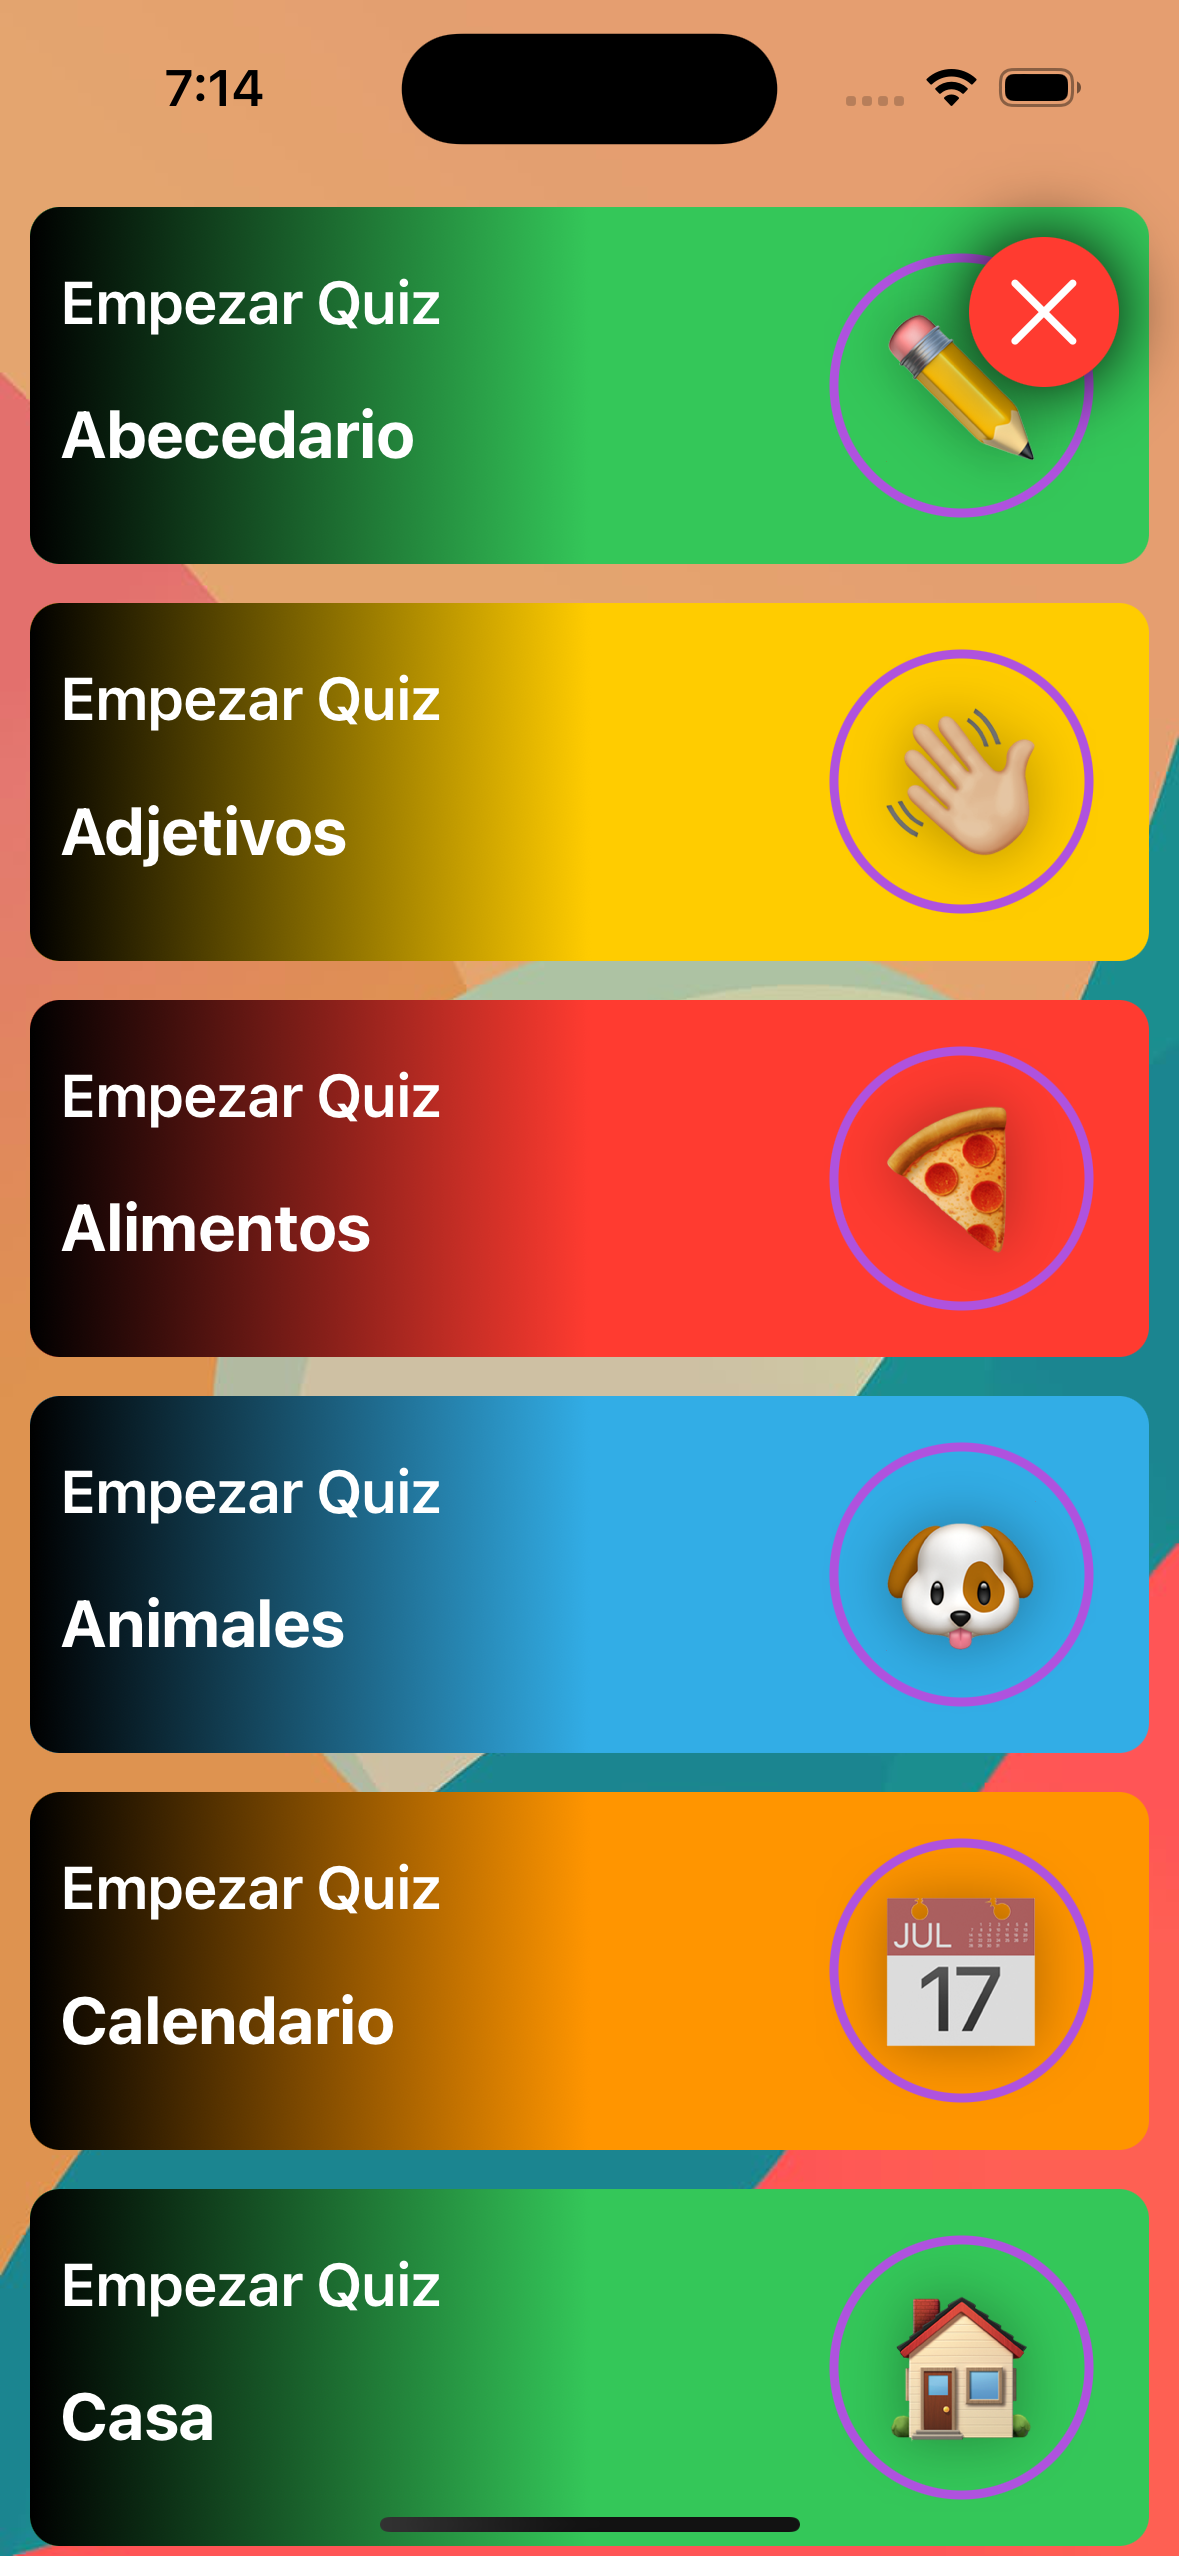 7:14
Empezar Quiz
Abecedario
Empezar Quiz
Adjetivos
Empezar Quiz
Alimentos
Empezar Quiz
Animales
Empezar Quiz
Calendario
JUL
17
Empezar Quiz
Casa